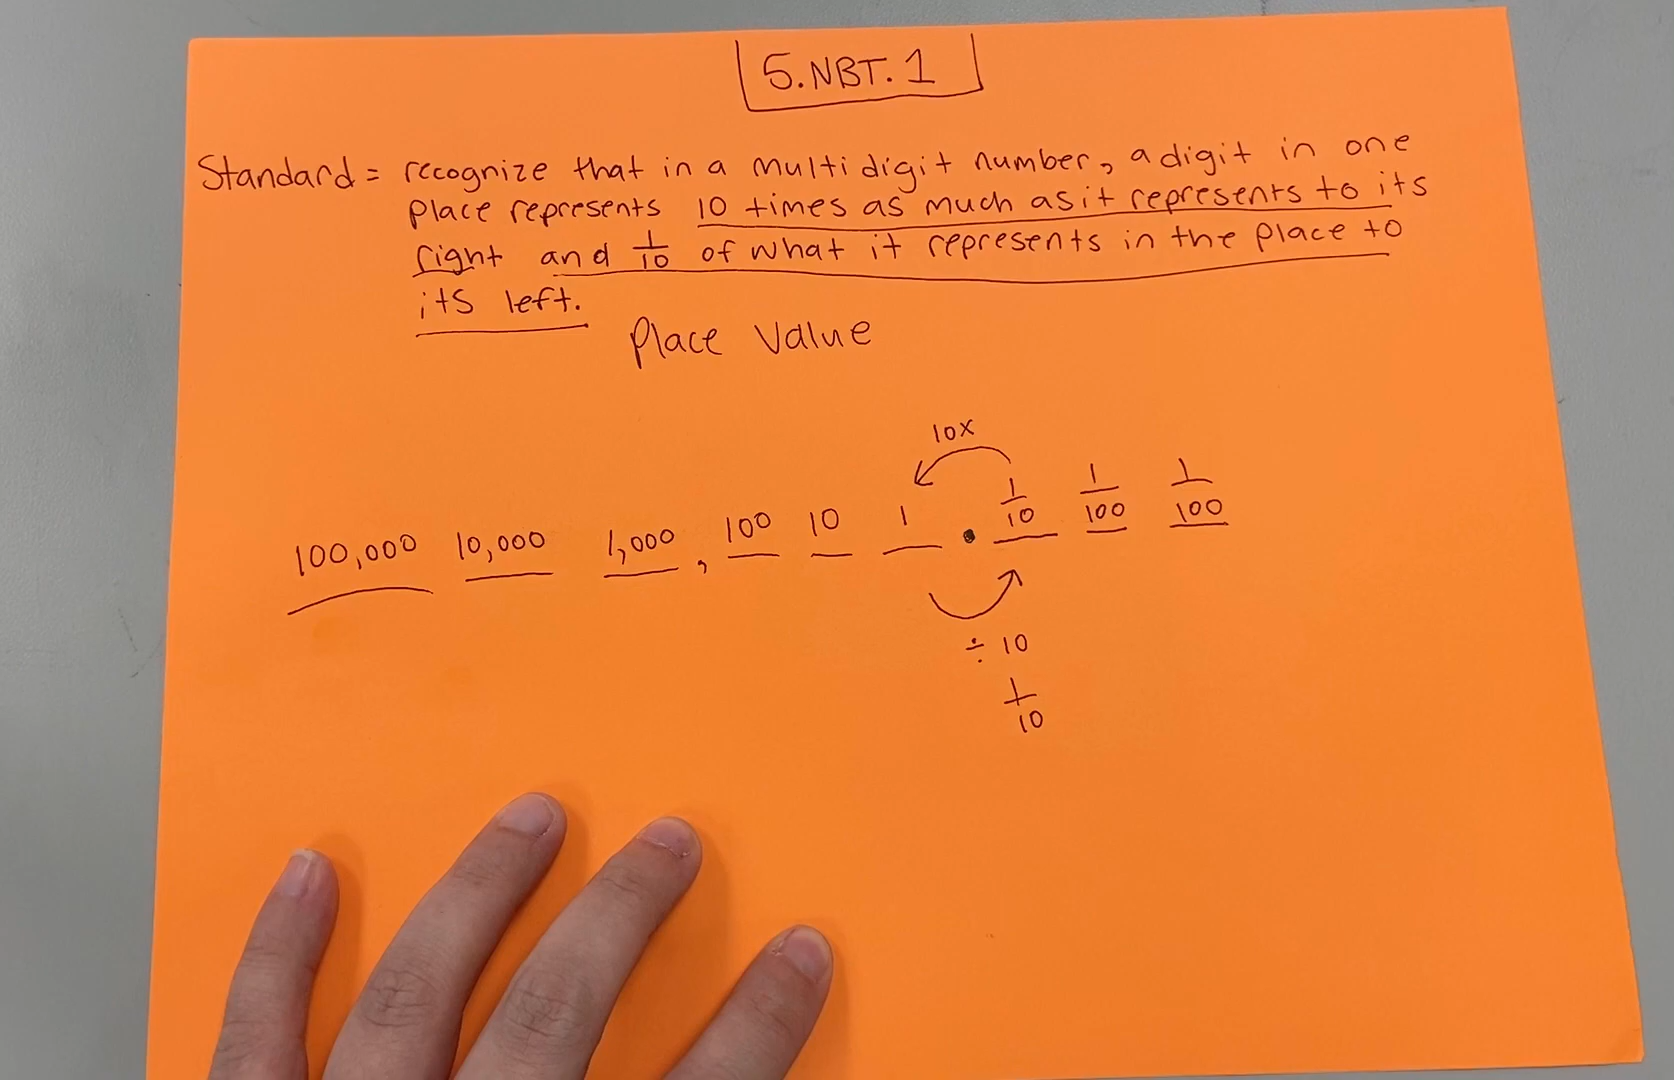 5.NBT.1
Standard = recognize that in a multi digit number, a digit in one
place represents 10 times as much as it represents to its
right and 1/10 of what it represents in the place to
its left.
Place Value
10x
100,000 10,000 1,000 , 100 10 1 . 1/10 1/100 1/100
÷ 10
1/10